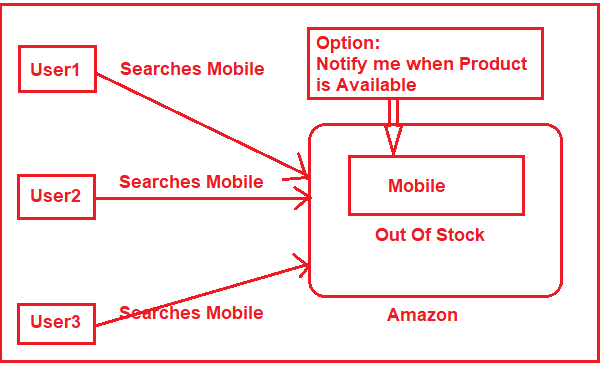 Option:
Notify me when Product
is Available
User1
Searches Mobile
User2
Searches Mobile
Mobile
Out Of Stock
User3
Searches Mobile
Amazon